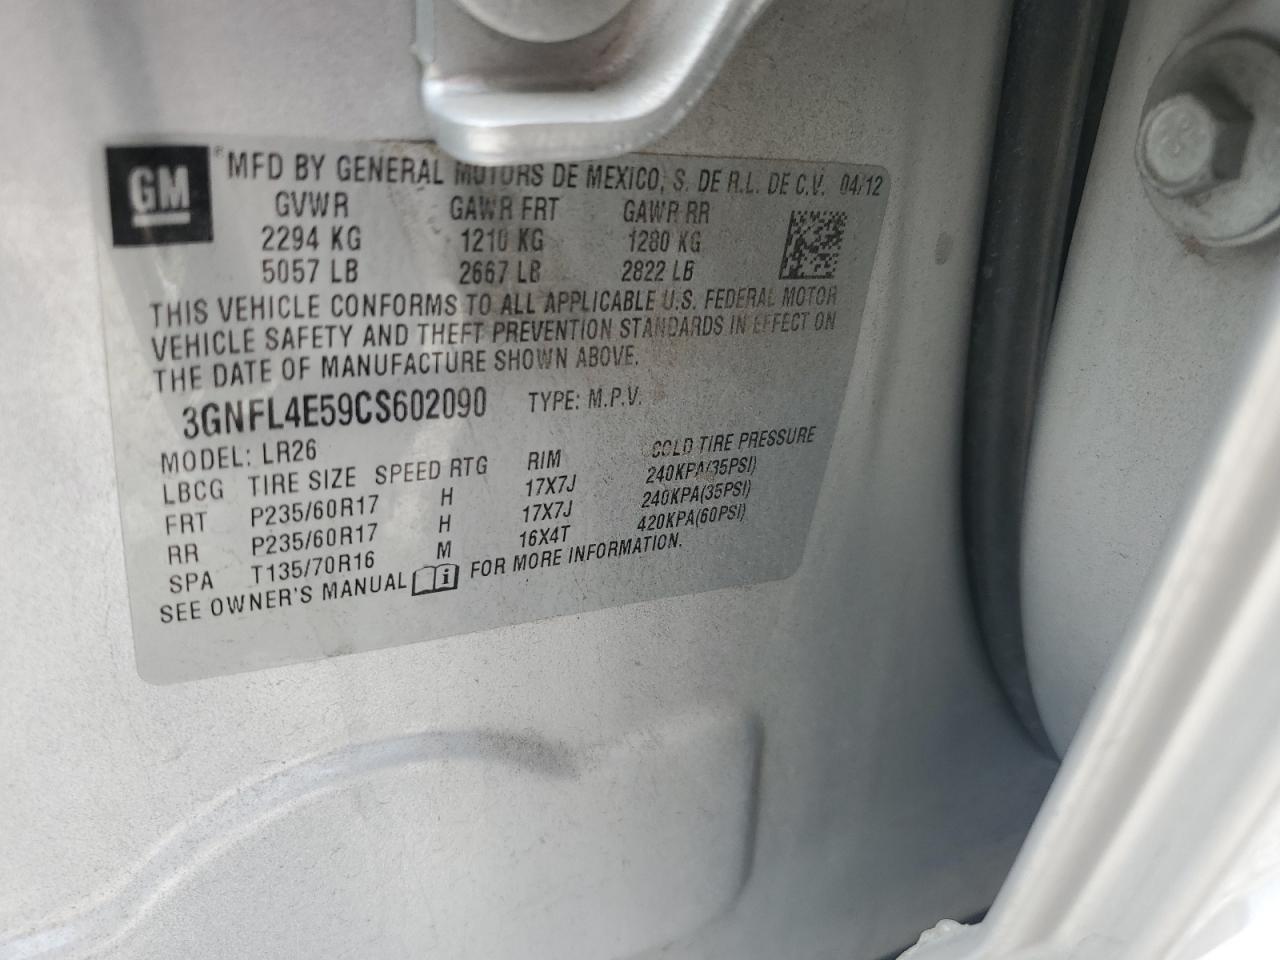 GM
MFD BY GENERAL MOTORS DE MEXICO, S. DE R.L. DE C.V. 04/12
GVWR GAWR FRT GAWR RR
2294 KG 1210 KG 1280 KG
5057 LB 2667 LB 2822 LB
THIS VEHICLE CONFORMS TO ALL APPLICABLE U.S. FEDERAL MOTOR
VEHICLE SAFETY AND THEFT PREVENTION STANDARDS IN EFFECT ON
THE DATE OF MANUFACTURE SHOWN ABOVE.
3GNFL4E59CS602090 TYPE: M.P.V.
MODEL: LR26
LBCG TIRE SIZE SPEED RTG RIM COLD TIRE PRESSURE
FRT P235/60R17 H 17X7J 240KPA(35PSI)
RR P235/60R17 H 17X7J 240KPA(35PSI)
SPA T135/70R16 M 16X4T 420KPA(60PSI)
SEE OWNER'S MANUAL i FOR MORE INFORMATION.